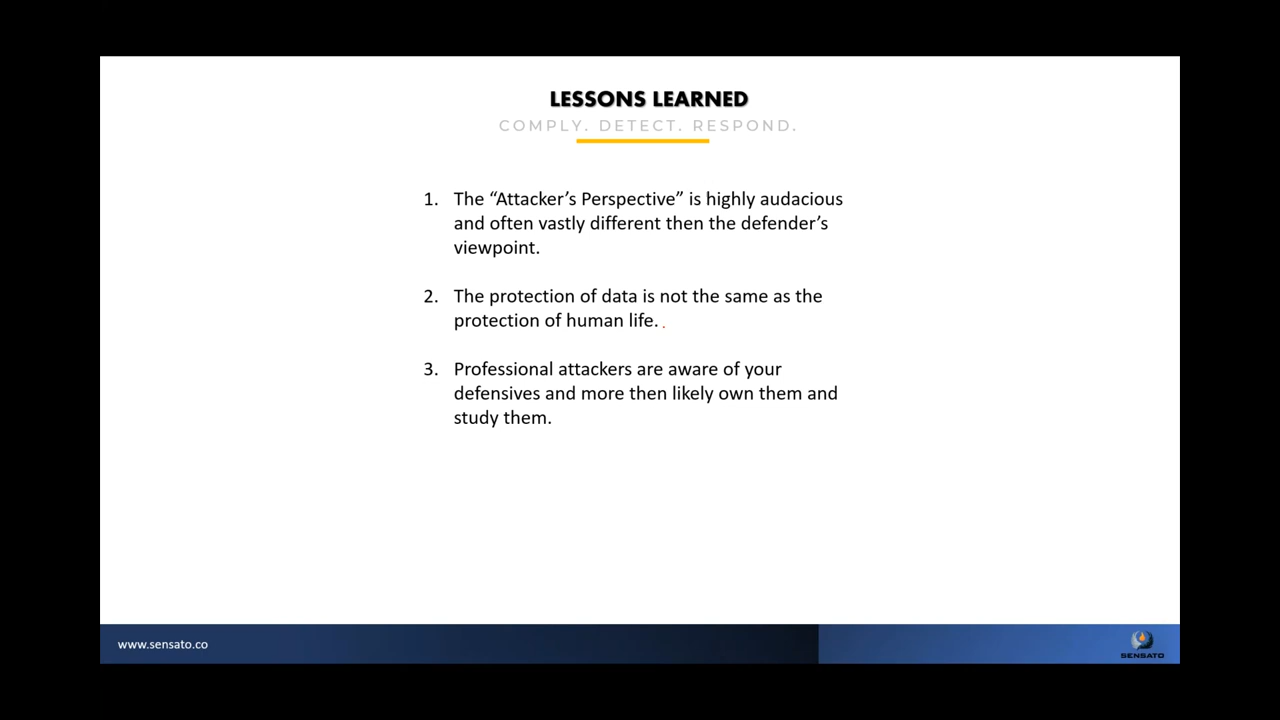 LESSONS LEARNED
COMPLY. DETECT. RESPOND.
1. The “Attacker’s Perspective” is highly audacious
and often vastly different then the defender’s
viewpoint.
2. The protection of data is not the same as the
protection of human life. .
3. Professional attackers are aware of your
defensives and more then likely own them and
study them.
www.sensato.co
SENSATO